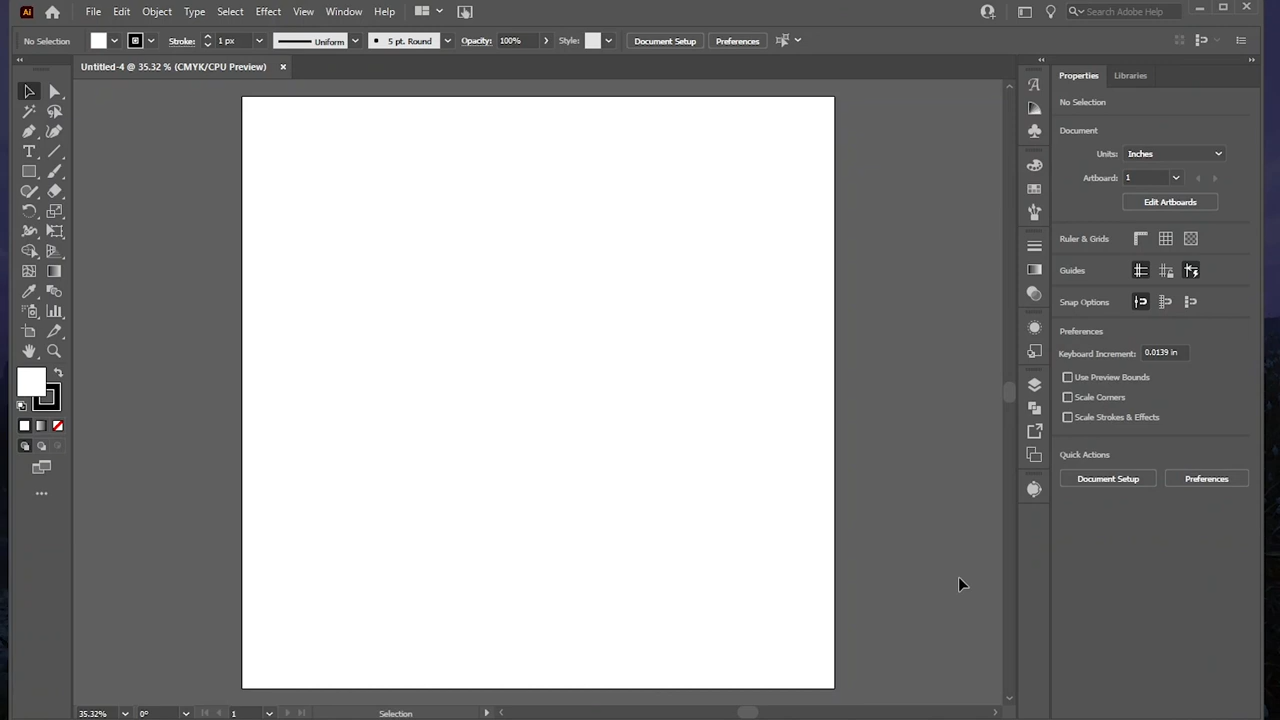 Ai File Edit Object Type Select Effect View Window Help Search Adobe Help
No Selection Stroke: 1 px Uniform 5 pt. Round Opacity: 100% Style: Document Setup Preferences
Untitled-4 @ 35.32 % (CMYK/CPU Preview)
Properties Libraries
No Selection
Document
Units: Inches
Artboard: 1
Edit Artboards
Ruler & Grids
Guides
Snap Options
Preferences
Keyboard Increment: 0.0139 in
Use Preview Bounds
Scale Corners
Scale Strokes & Effects
Quick Actions
Document Setup Preferences
35.32% 0° 1 Selection